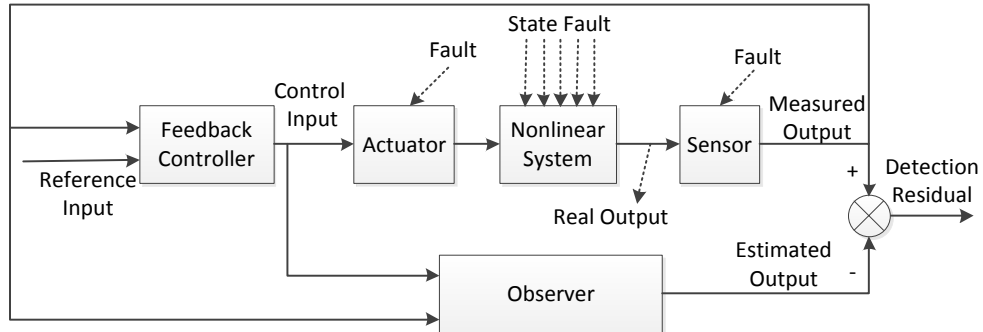 State Fault
Fault
Fault
Control
Input
Measured
Output
Feedback
Controller
Actuator
Nonlinear
System
Sensor
Reference
Input
Real Output
+
Detection
Residual
Estimated
Output
-
Observer